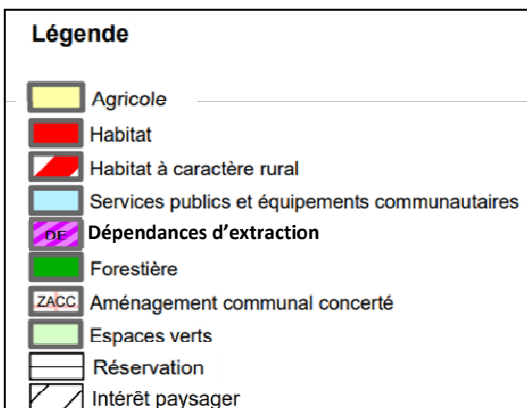 Légende
Agricole
Habitat
Habitat à caractère rural
Services publics et équipements communautaires
DE Dépendances d'extraction
Forestière
ZACC Aménagement communal concerté
Espaces verts
Réservation
Intérêt paysager